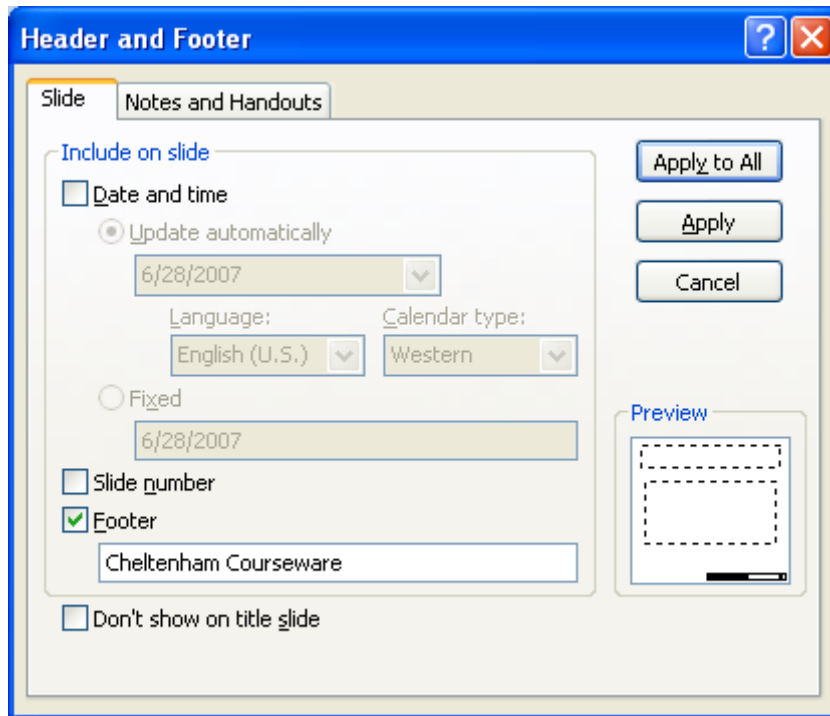 Header and Footer
Slide
Notes and Handouts
Include on slide
Date and time
Update automatically
6/28/2007
Language:
Calendar type:
English (U.S.)
Western
Fixed
6/28/2007
Slide number
Footer
Cheltenham Courseware
Don't show on title slide
Apply to All
Apply
Cancel
Preview